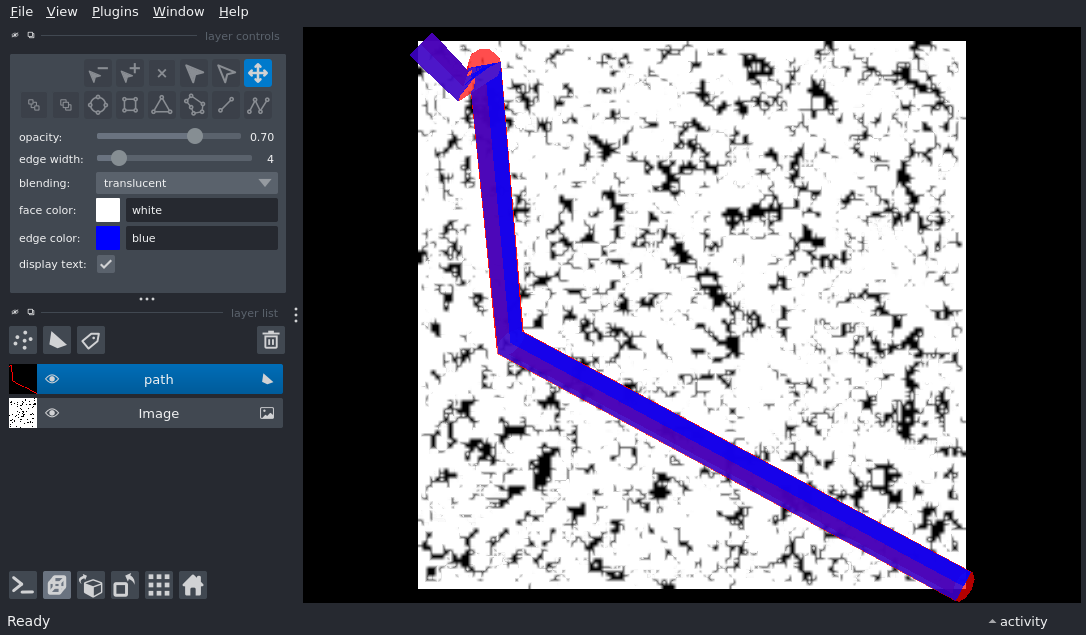 File View Plugins Window Help
layer controls
opacity: 0.70
edge width: 4
blending: translucent
face color: white
edge color: blue
display text:
layer list
path
Image
Ready
activity